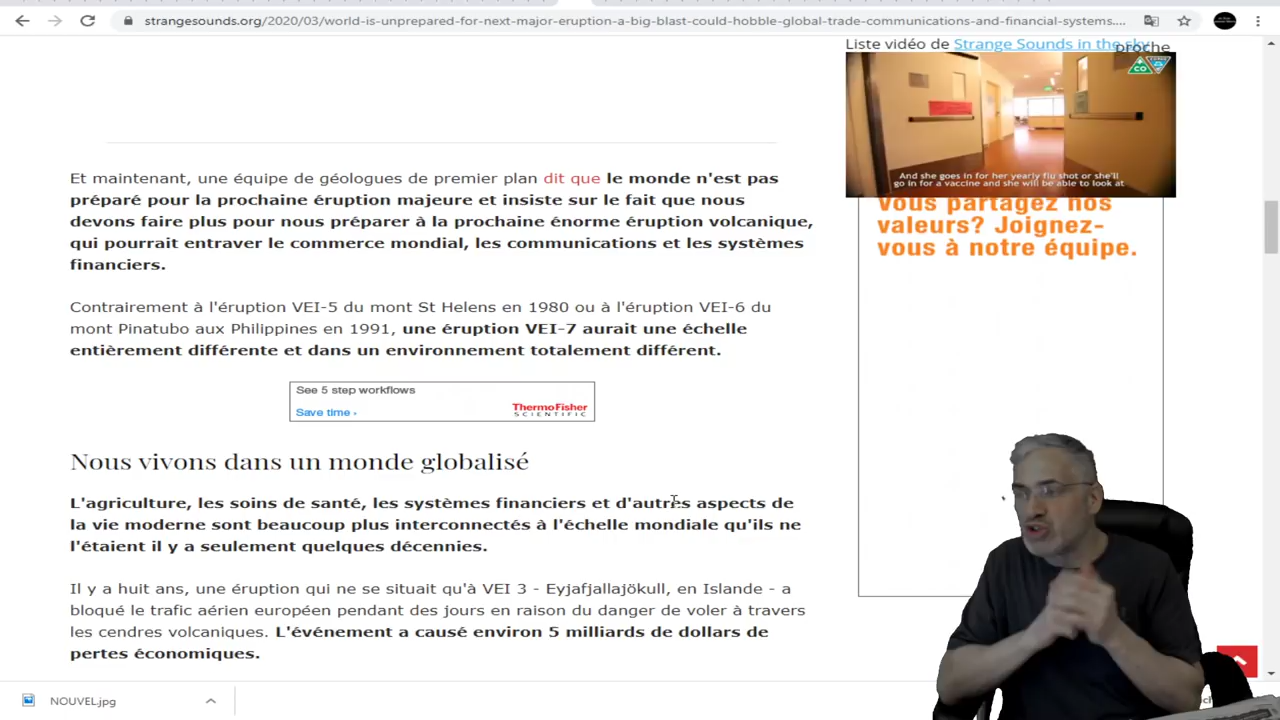 strangesounds.org/2020/03/world-is-unprepared-for-next-major-eruption-a-big-blast-could-hobble-global-trade-communications-and-financial-systems....
Liste vidéo de Strange Sounds in the sky
proche
CO
And she goes in for her yearly flu shot or she'll
go in for a vaccine and she will be able to look at
vous partagez nos
valeurs? Joignez-
vous à notre équipe.
Et maintenant, une équipe de géologues de premier plan dit que le monde n'est pas
préparé pour la prochaine éruption majeure et insiste sur le fait que nous
devons faire plus pour nous préparer à la prochaine énorme éruption volcanique,
qui pourrait entraver le commerce mondial, les communications et les systèmes
financiers.
Contrairement à l'éruption VEI-5 du mont St Helens en 1980 ou à l'éruption VEI-6 du
mont Pinatubo aux Philippines en 1991, une éruption VEI-7 aurait une échelle
entièrement différente et dans un environnement totalement différent.
See 5 step workflows
Save time
ThermoFisher
SCIENTIFIC
Nous vivons dans un monde globalisé
L'agriculture, les soins de santé, les systèmes financiers et d'autres aspects de
la vie moderne sont beaucoup plus interconnectés à l'échelle mondiale qu'ils ne
l'étaient il y a seulement quelques décennies.
Il y a huit ans, une éruption qui ne se situait qu'à VEI 3 - Eyjafjallajökull, en Islande - a
bloqué le trafic aérien européen pendant des jours en raison du danger de voler à travers
les cendres volcaniques. L'événement a causé environ 5 milliards de dollars de
pertes économiques.
NOUVEL.jpg